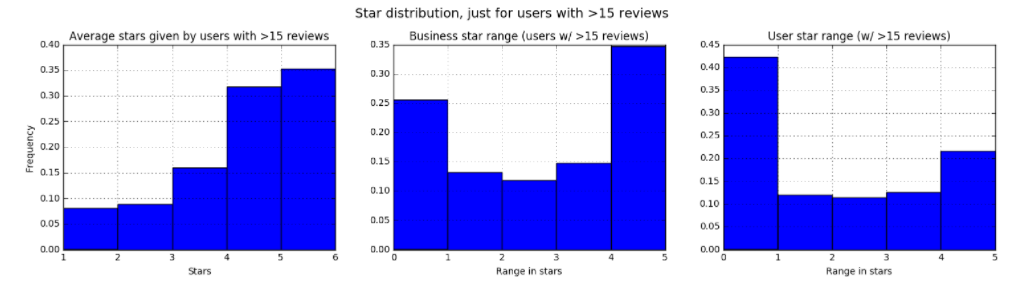 Star distribution, just for users with >15 reviews
Average stars given by users with >15 reviews
Frequency
0.40
0.35
0.30
0.25
0.20
0.15
0.10
0.05
0.00
1 2 3 4 5 6
Stars
Business star range (users w/ >15 reviews)
0.35
0.30
0.25
0.20
0.15
0.10
0.05
0.00
0 1 2 3 4 5
Range in stars
User star range (w/ >15 reviews)
0.45
0.40
0.35
0.30
0.25
0.20
0.15
0.10
0.05
0.00
0 1 2 3 4 5
Range in stars